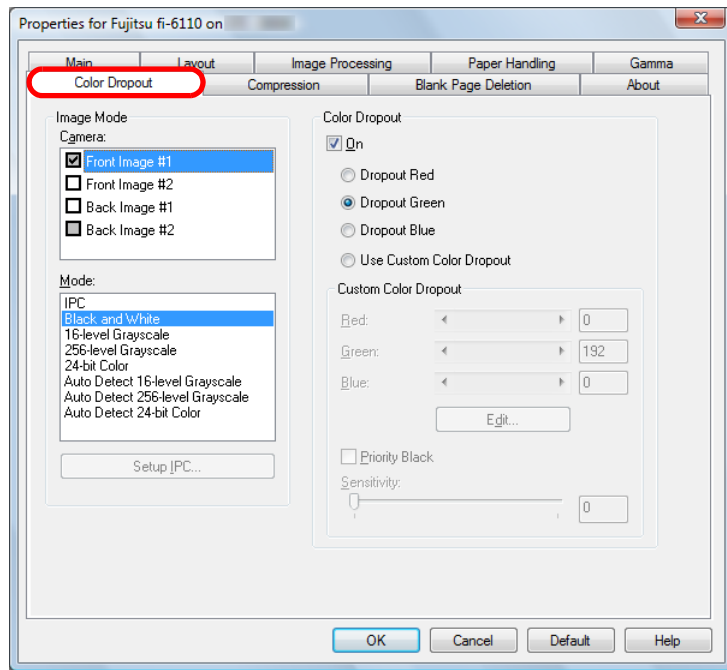 Properties for Fujitsu fi-6110 on
Main Layout Image Processing Paper Handling Gamma
Color Dropout Compression Blank Page Deletion About
Image Mode
Camera:
Front Image #1
Front Image #2
Back Image #1
Back Image #2
Mode:
IPC
Black and White
16-level Grayscale
256-level Grayscale
24-bit Color
Auto Detect 16-level Grayscale
Auto Detect 256-level Grayscale
Auto Detect 24-bit Color
Setup IPC...
Color Dropout
On
Dropout Red
Dropout Green
Dropout Blue
Use Custom Color Dropout
Custom Color Dropout
Red: 0
Green: 192
Blue: 0
Edit...
Priority Black
Sensitivity:
0
OK Cancel Default Help